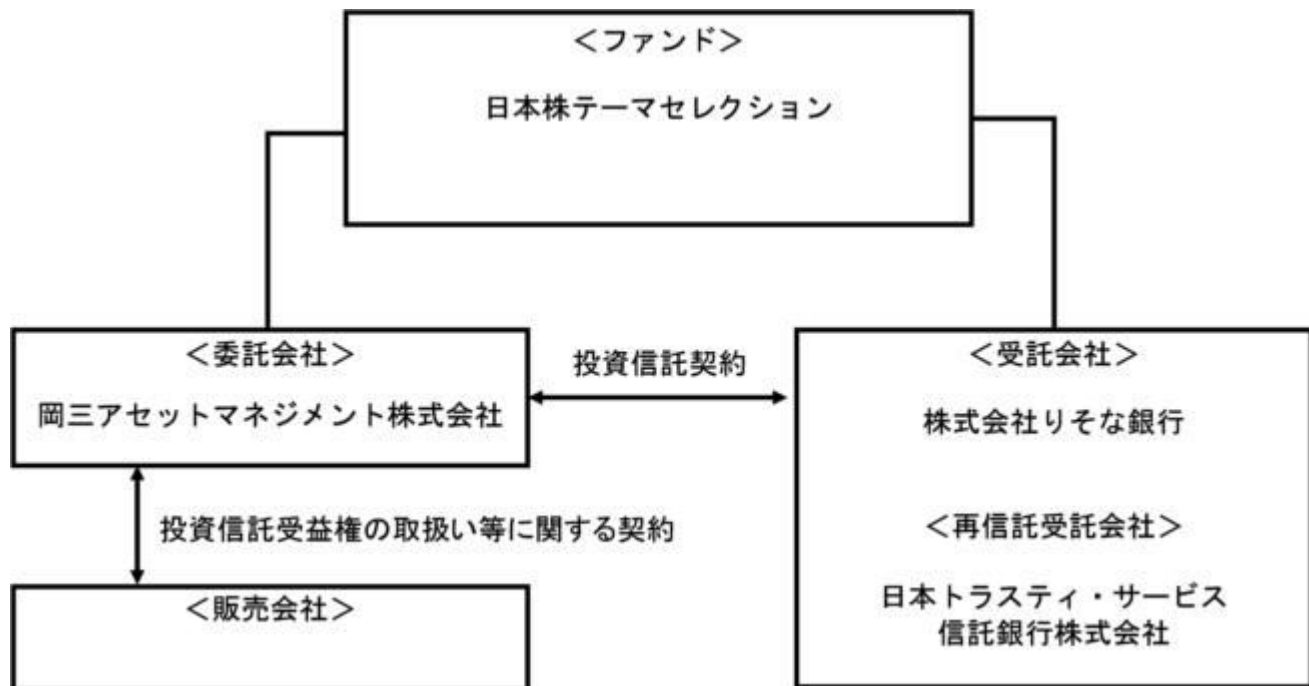 ＜ファンド＞
日本株テーマセレクション
＜委託会社＞
岡三アセットマネジメント株式会社
投資信託契約
＜受託会社＞
株式会社りそな銀行
＜再信託受託会社＞
日本トラスティ・サービス
信託銀行株式会社
投資信託受益権の取扱い等に関する契約
＜販売会社＞